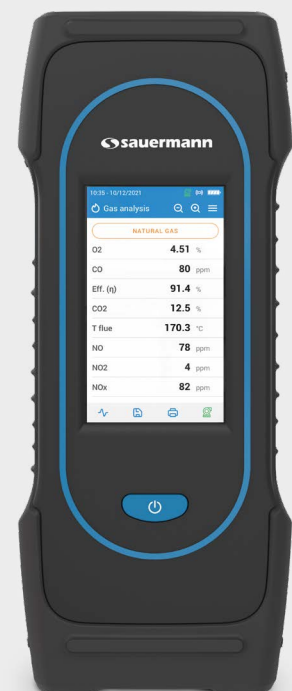 sauermann
10:35 - 10/12/2021
Gas analysis
NATURAL GAS
O2 4.51 %
CO 80 ppm
Eff. (η) 91.4 %
CO2 12.5 %
T flue 170.3 °C
NO 78 ppm
NO2 4 ppm
NOx 82 ppm